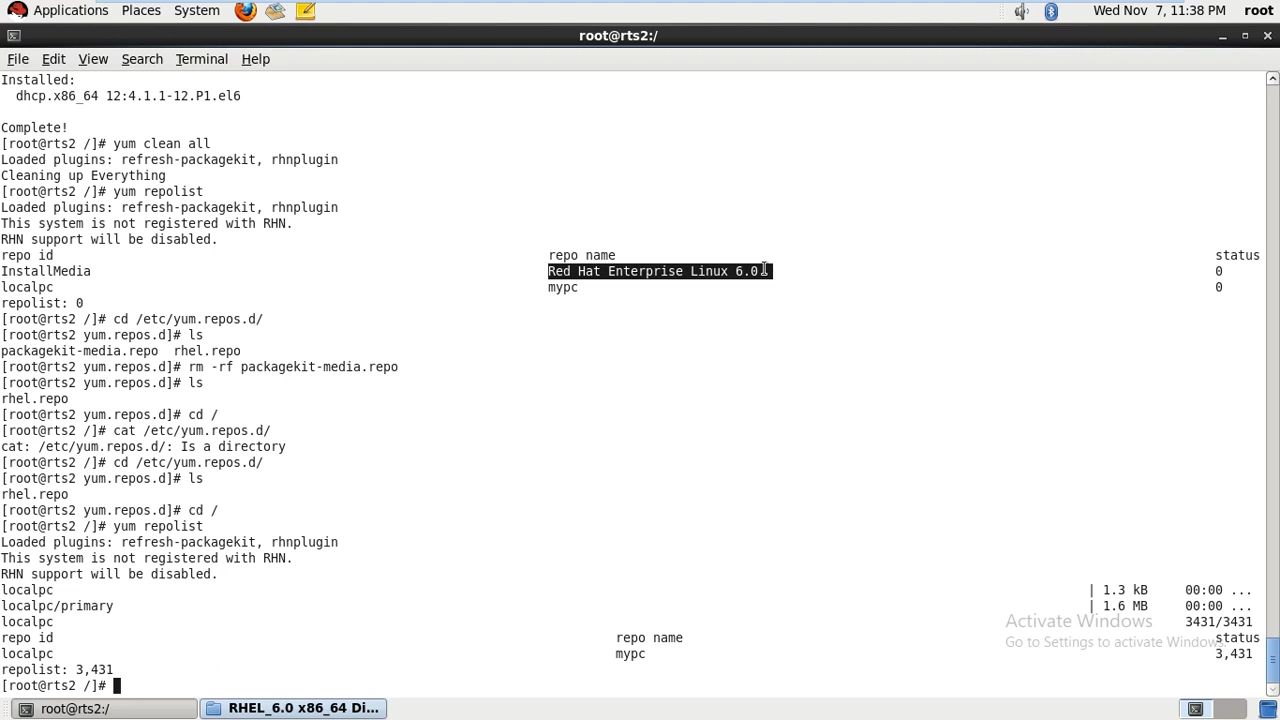 Applications Places System Wed Nov 7, 11:38 PM root
root@rts2:/
File Edit View Search Terminal Help
Installed:
dhcp.x86_64 12:4.1.1-12.P1.el6
Complete!
[root@rts2 /]# yum clean all
Loaded plugins: refresh-packagekit, rhnplugin
Cleaning up Everything
[root@rts2 /]# yum repolist
Loaded plugins: refresh-packagekit, rhnplugin
This system is not registered with RHN.
RHN support will be disabled.
repo id repo name status
InstallMedia Red Hat Enterprise Linux 6.0 0
localpc mypc 0
repolist: 0
[root@rts2 /]# cd /etc/yum.repos.d/
[root@rts2 yum.repos.d]# ls
packagekit-media.repo rhel.repo
[root@rts2 yum.repos.d]# rm -rf packagekit-media.repo
[root@rts2 yum.repos.d]# ls
rhel.repo
[root@rts2 yum.repos.d]# cd /
[root@rts2 /]# cat /etc/yum.repos.d/
cat: /etc/yum.repos.d/: Is a directory
[root@rts2 /]# cd /etc/yum.repos.d/
[root@rts2 yum.repos.d]# ls
rhel.repo
[root@rts2 yum.repos.d]# cd /
[root@rts2 /]# yum repolist
Loaded plugins: refresh-packagekit, rhnplugin
This system is not registered with RHN.
RHN support will be disabled.
localpc | 1.3 kB 00:00 ...
localpc/primary | 1.6 MB 00:00 ...
localpc 3431/3431
repo id repo name status
localpc mypc 3,431
repolist: 3,431
[root@rts2 /]#
Activate Windows
Go to Settings to activate Windows.
root@rts2:/ RHEL_6.0 x86_64 Di...